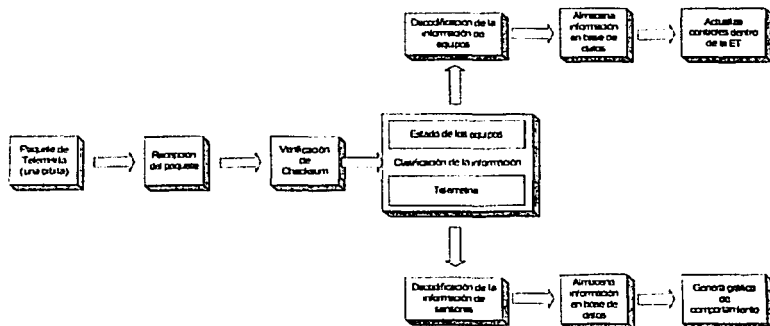 Decodificación de la
información de
equipos
Almacena
información
en base de
datos
Actualiza
controles dentro
de la ET
Paquete de
Telemetría
(una órbita)
Recepción
del paquete
Verificación
de
Checksum
Estado de los equipos
Clasificación de la información
Telemetría
Decodificación de la
información de
sensores
Almacena
información
en base de
datos
Genera gráfica
de
comportamiento